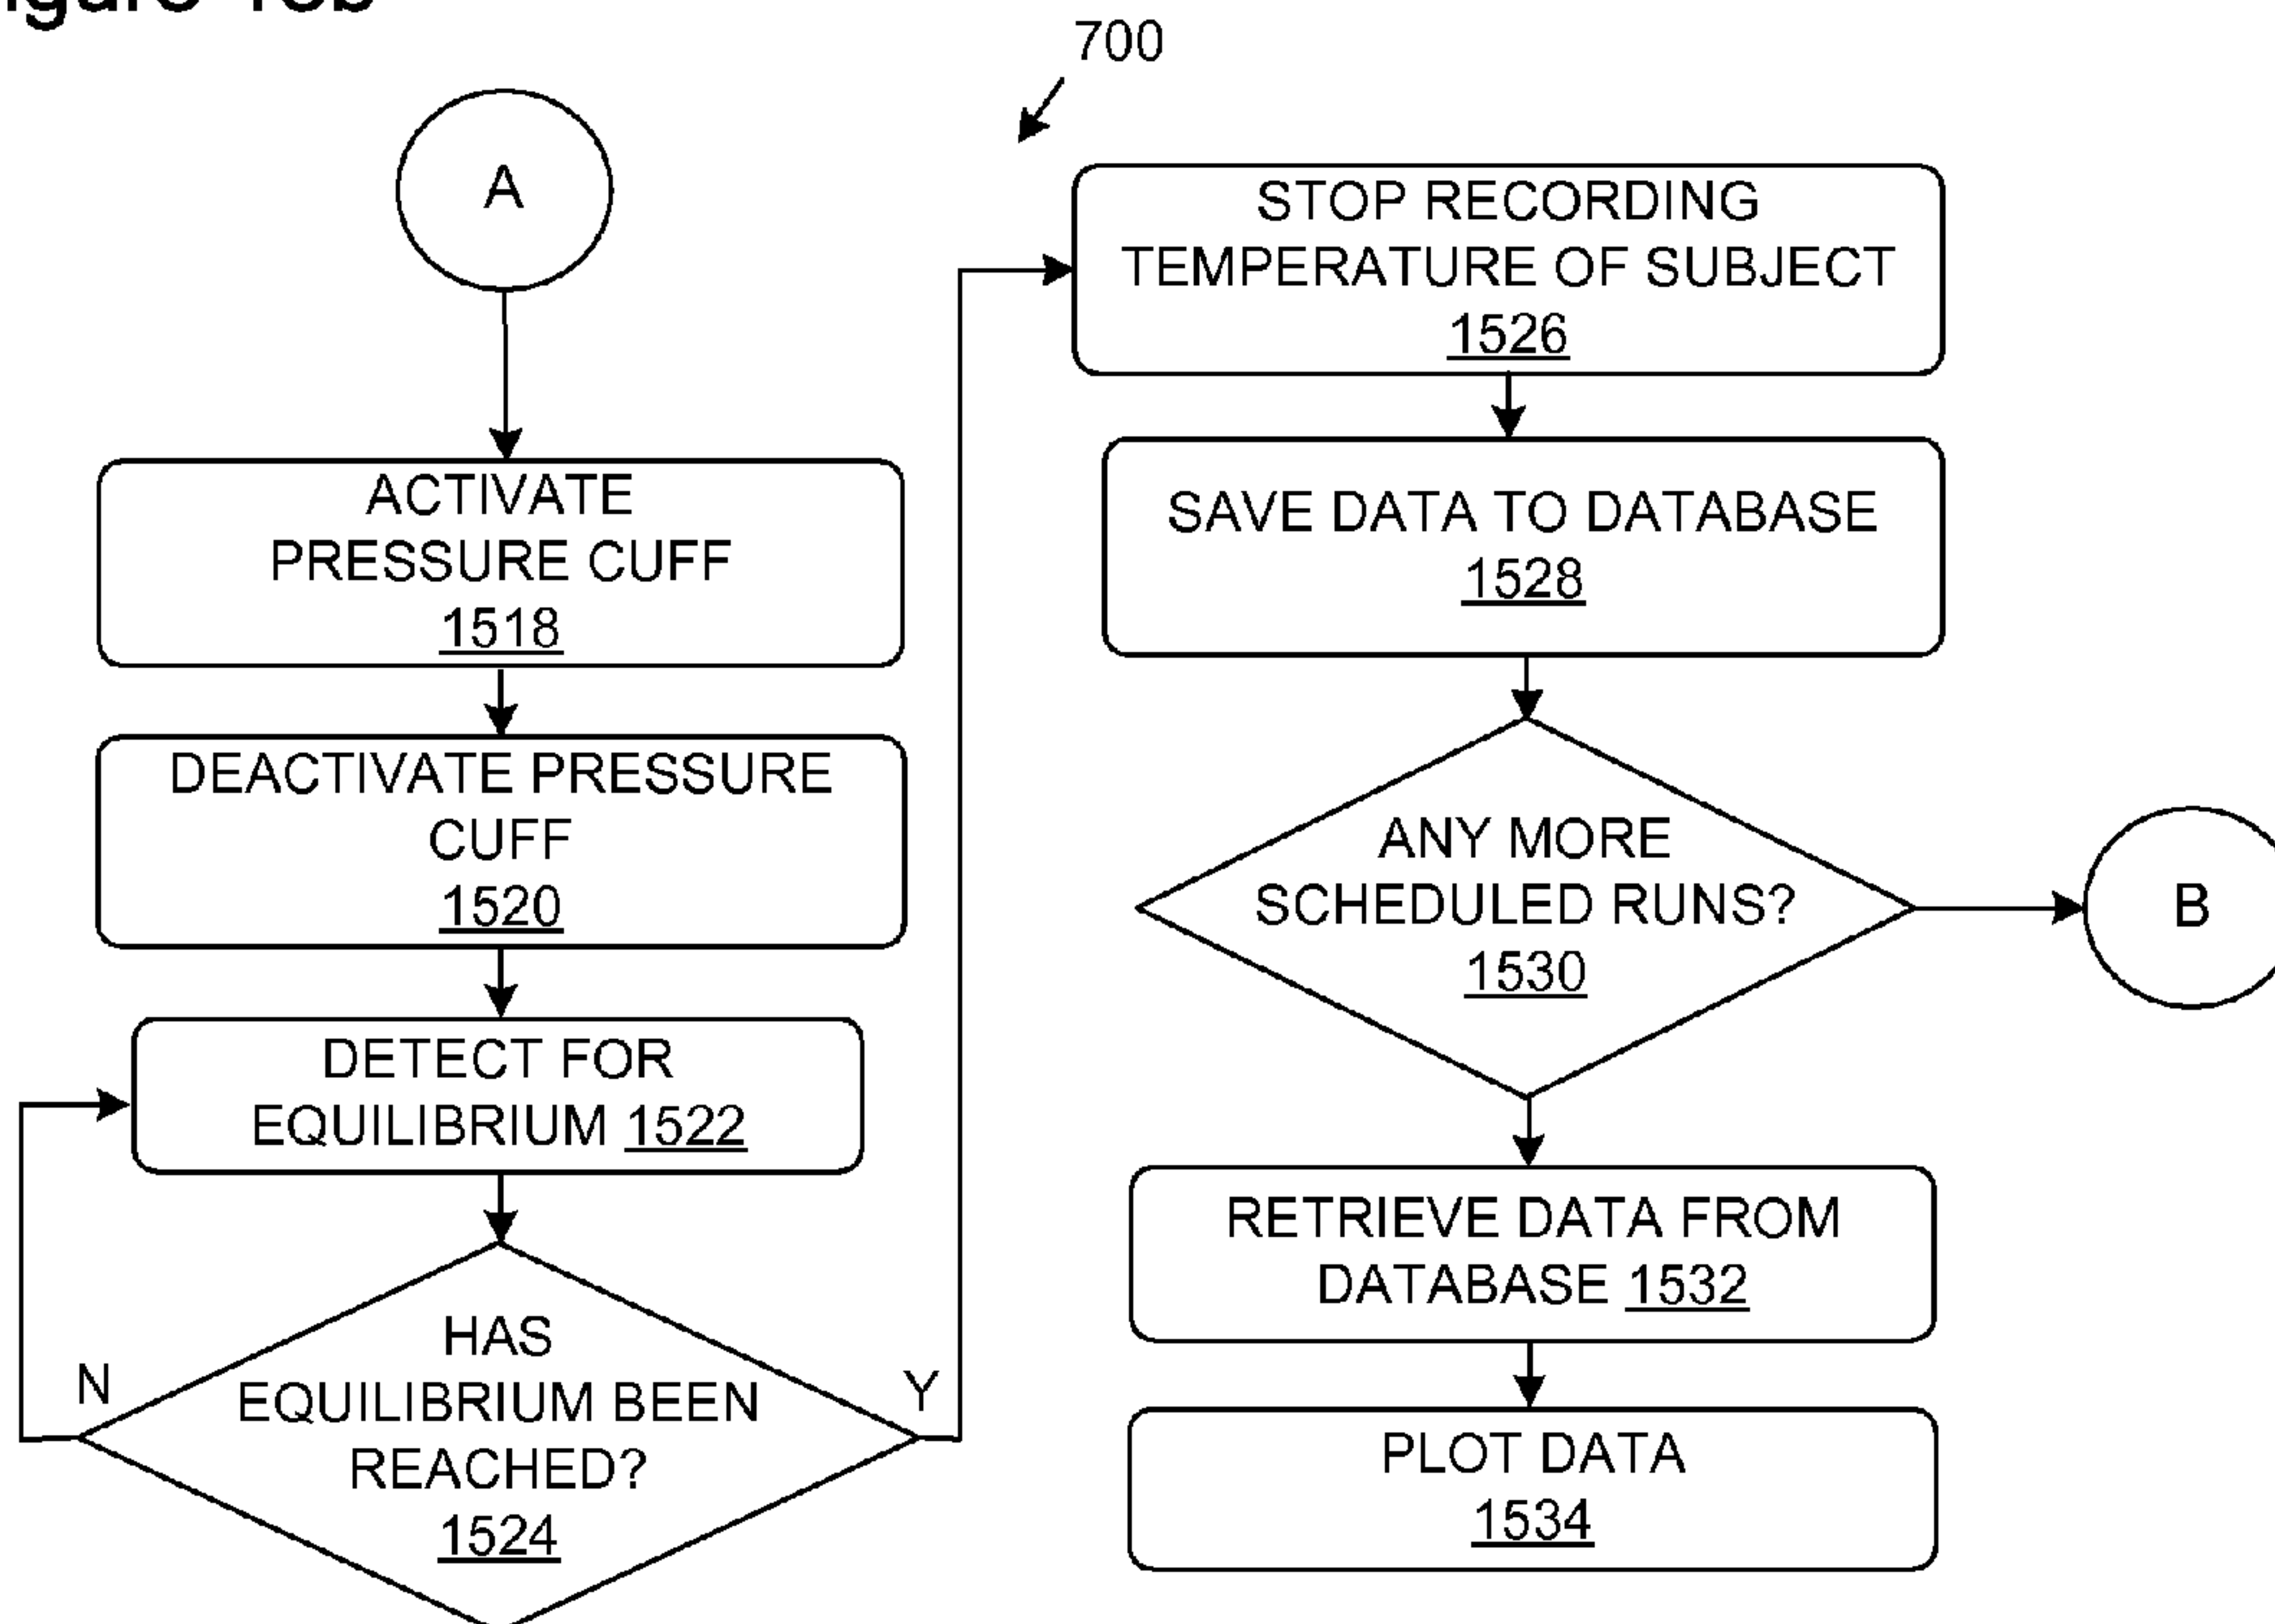 700
A
ACTIVATE
PRESSURE CUFF
1518
DEACTIVATE PRESSURE
CUFF
1520
DETECT FOR
EQUILIBRIUM 1522
HAS
EQUILIBRIUM BEEN
REACHED?
1524
N
Y
STOP RECORDING
TEMPERATURE OF SUBJECT
1526
SAVE DATA TO DATABASE
1528
ANY MORE
SCHEDULED RUNS?
1530
B
RETRIEVE DATA FROM
DATABASE 1532
PLOT DATA
1534